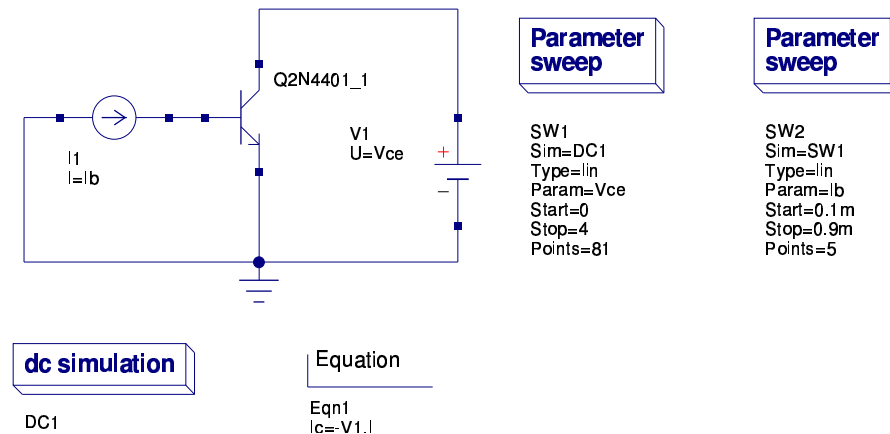 Parameter
sweep
Parameter
sweep
Q2N4401_1
SW1
Sim=DC1
Type=lin
Param=Vce
Start=0
Stop=4
Points=81
SW2
Sim=SW1
Type=lin
Param=Ib
Start=0.1m
Stop=0.9m
Points=5
V1
U=Vce
+
−
I1
I=Ib
dc simulation
DC1
Equation
Eqn1
Ic=-V1.I